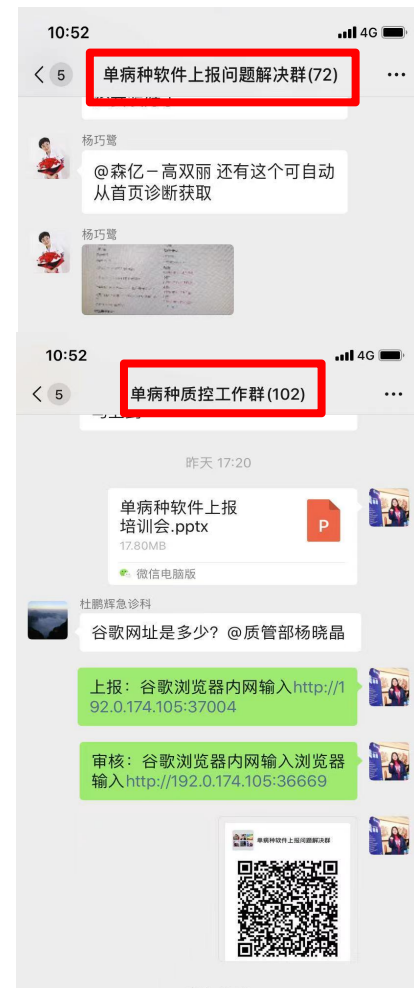 10:52
4G
5
单病种软件上报问题解决群(72)
杨巧鹭
@森亿－高双丽 还有这个可自动
从首页诊断获取
杨巧鹭
10:52
4G
5
单病种质控工作群(102)
昨天 17:20
单病种软件上报
培训会.pptx
17.80MB
P
微信电脑版
杜鹏辉急诊科
谷歌网址是多少？@质管部杨晓晶
上报：谷歌浏览器内网输入http://1
92.0.174.105:37004
审核：谷歌浏览器内网输入浏览器
输入http://192.0.174.105:36669
单病种软件上报问题解决群